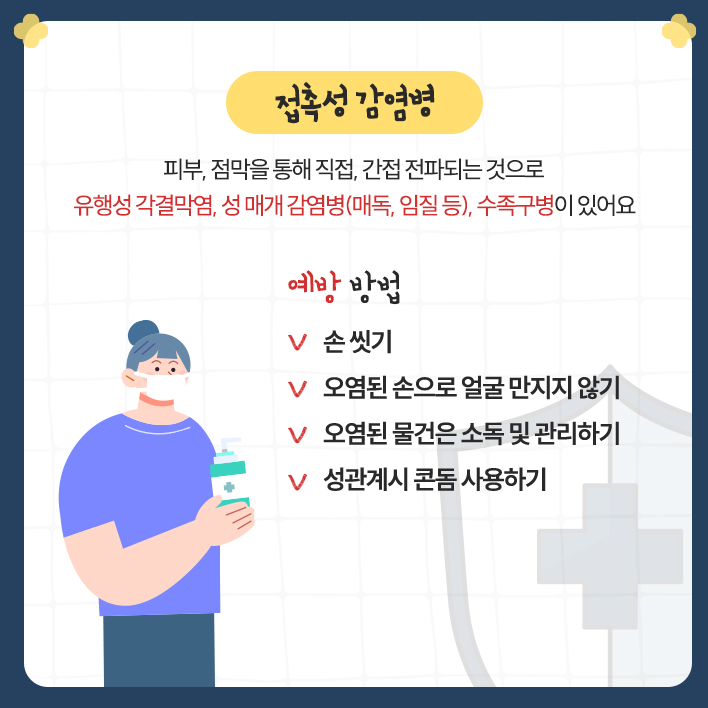 접촉성 감염병
피부, 점막을 통해 직접, 간접 전파되는 것으로
유행성 각결막염, 성 매개 감염병(매독, 임질 등), 수족구병이 있어요
예방 방법
손 씻기
오염된 손으로 얼굴 만지지 않기
오염된 물건은 소독 및 관리하기
성관계시 콘돔 사용하기